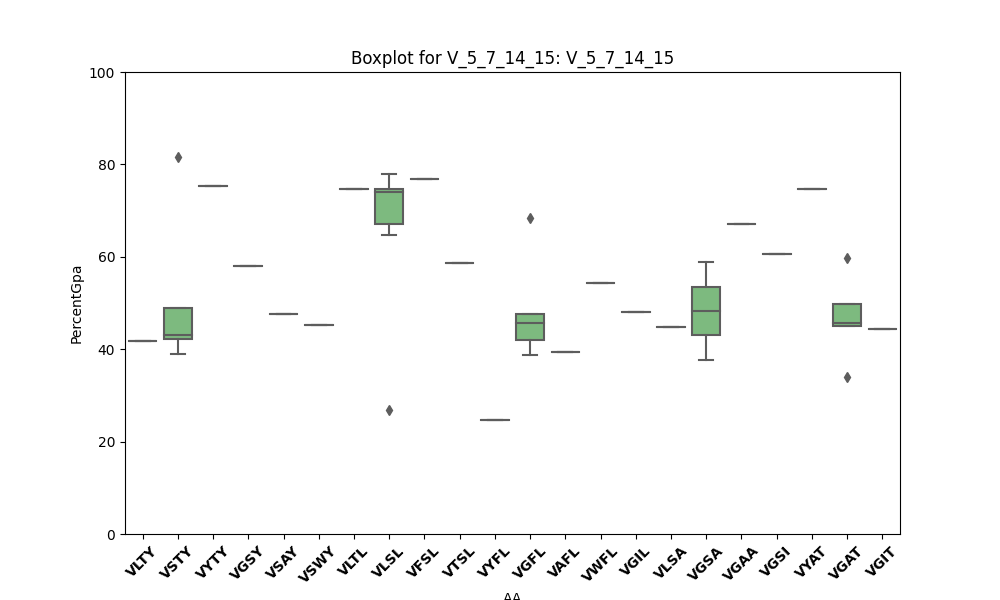 Boxplot for V_5_7_14_15: V_5_7_14_15
100
80
60
40
20
0
PercentGpa
VLTY VSTY VYTY VGSY VSAY VSWY VLTL VLSL VFSL VTSL VYFL VGFL VAFL VWFL VGIL VLSA VGSA VGAA VGSI VYAT VGAT VGIT
AA